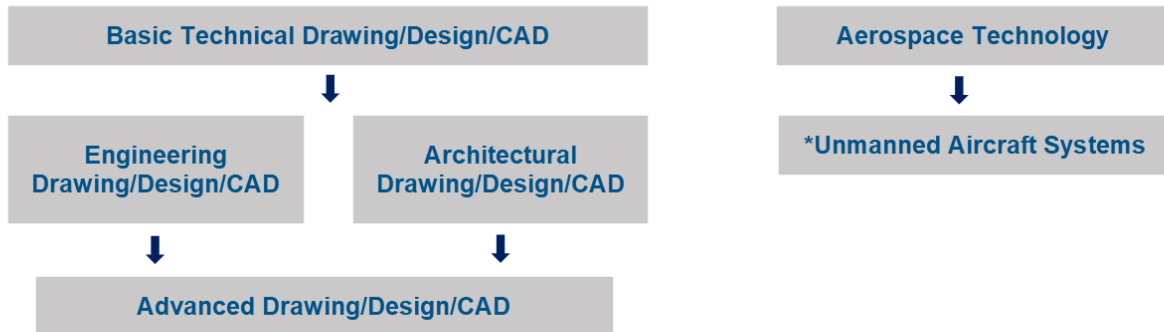 Basic Technical Drawing/Design/CAD
Aerospace Technology
Engineering
Drawing/Design/CAD
Architectural
Drawing/Design/CAD
*Unmanned Aircraft Systems
Advanced Drawing/Design/CAD